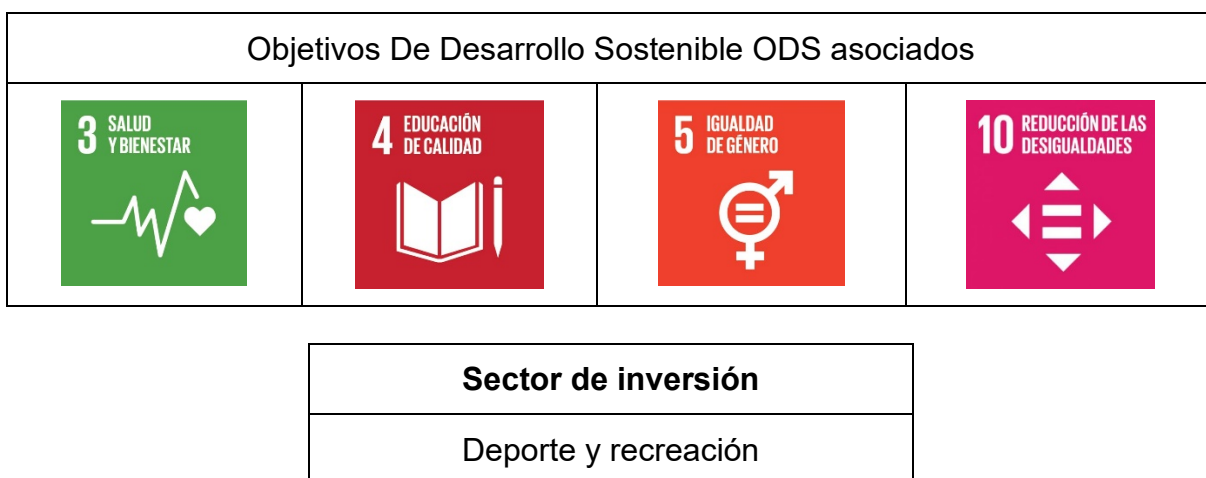 Objetivos De Desarrollo Sostenible ODS asociados
3 SALUD
Y BIENESTAR
4 EDUCACIÓN
DE CALIDAD
5 IGUALDAD
DE GÉNERO
10 REDUCCIÓN DE LAS
DESIGUALDADES
Sector de inversión
Deporte y recreación